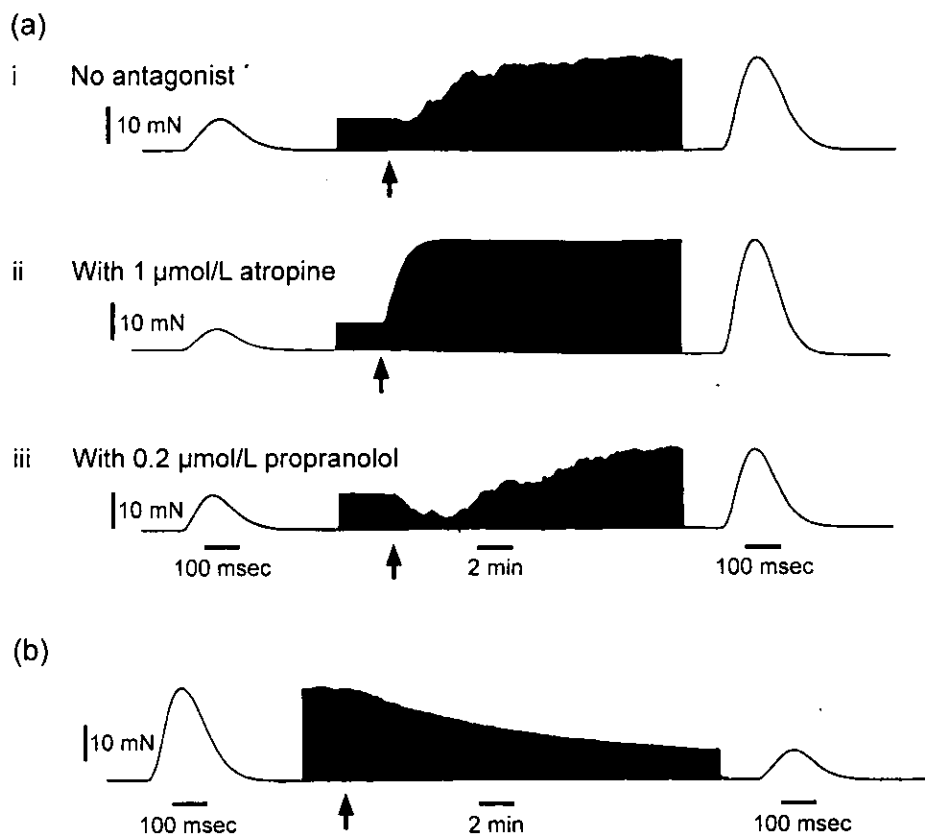 (a)
i No antagonist
10 mN
ii With 1 µmol/L atropine
10 mN
iii With 0.2 µmol/L propranolol
10 mN
100 msec 2 min 100 msec
(b)
10 mN
100 msec 2 min 100 msec